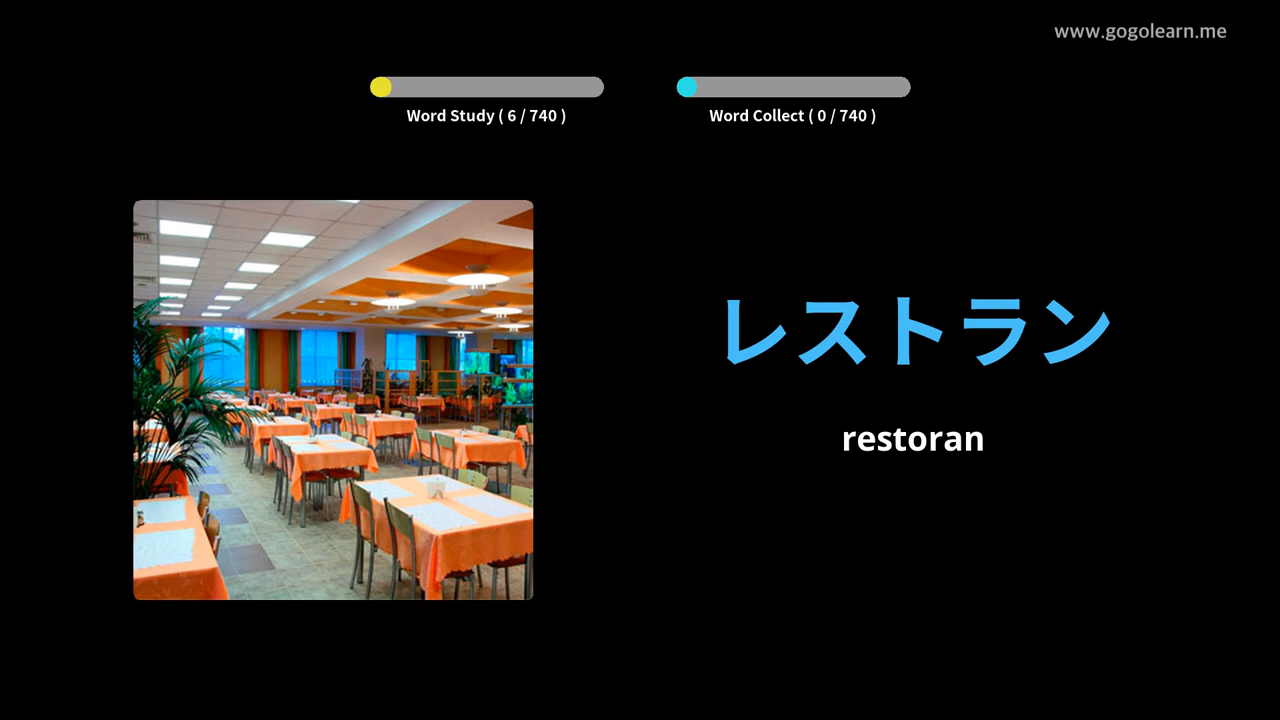 www.gogolearn.me
Word Study ( 6 / 740 )
Word Collect ( 0 / 740 )
レストラン
restoran